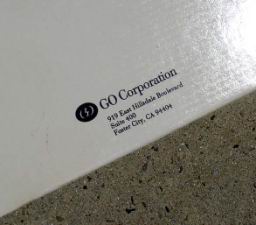 GO Corporation
919 East Hillsdale Boulevard
Suite 400
Foster City, CA 94404